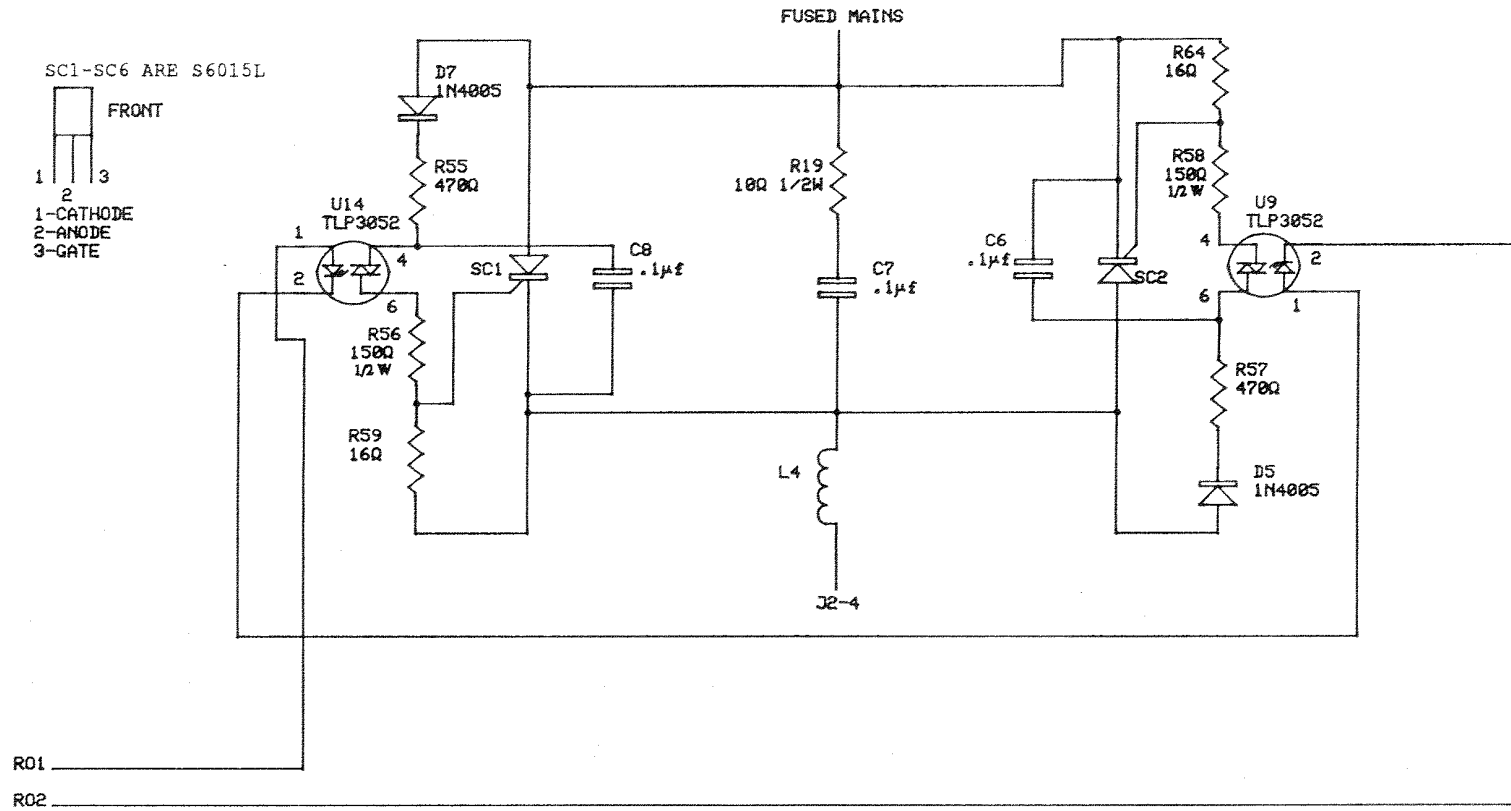 FUSED MAINS
SC1-SC6 ARE S6015L
FRONT
1
2
3
1-CATHODE
2-ANODE
3-GATE
D7
1N4005
R55
470Ω
U14
TLP3052
1
2
4
6
R56
150Ω
1/2 W
R59
16Ω
SC1
C8
.1µf
R19
10Ω 1/2W
C7
.1µf
L4
J2-4
R64
16Ω
R58
150Ω
1/2 W
U9
TLP3052
4
2
6
1
C6
.1µf
SC2
R57
470Ω
D5
1N4005
RO1
RO2